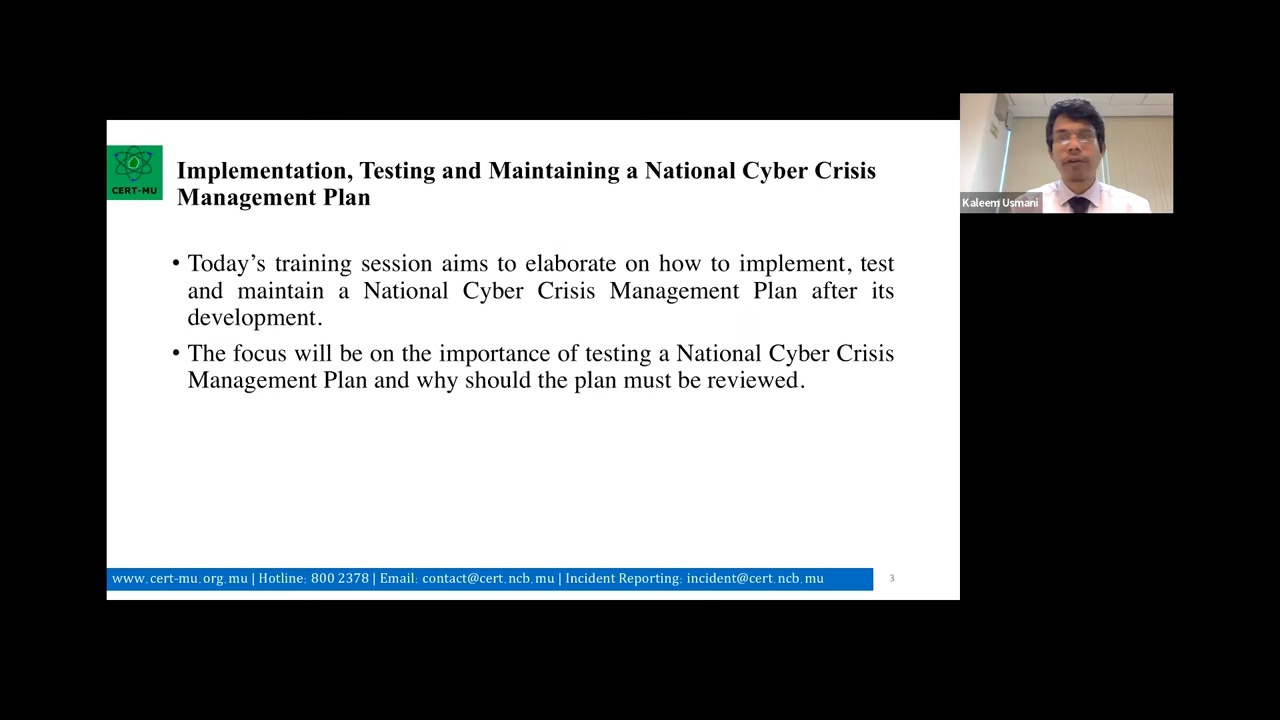 Implementation, Testing and Maintaining a National Cyber Crisis
Management Plan
CERT-MU
• Today's training session aims to elaborate on how to implement, test
and maintain a National Cyber Crisis Management Plan after its
development.
• The focus will be on the importance of testing a National Cyber Crisis
Management Plan and why should the plan must be reviewed.
www.cert-mu.org.mu | Hotline: 800 2378 | Email: contact@cert.ncb.mu | Incident Reporting: incident@cert.ncb.mu
3
Kaleem Usmani